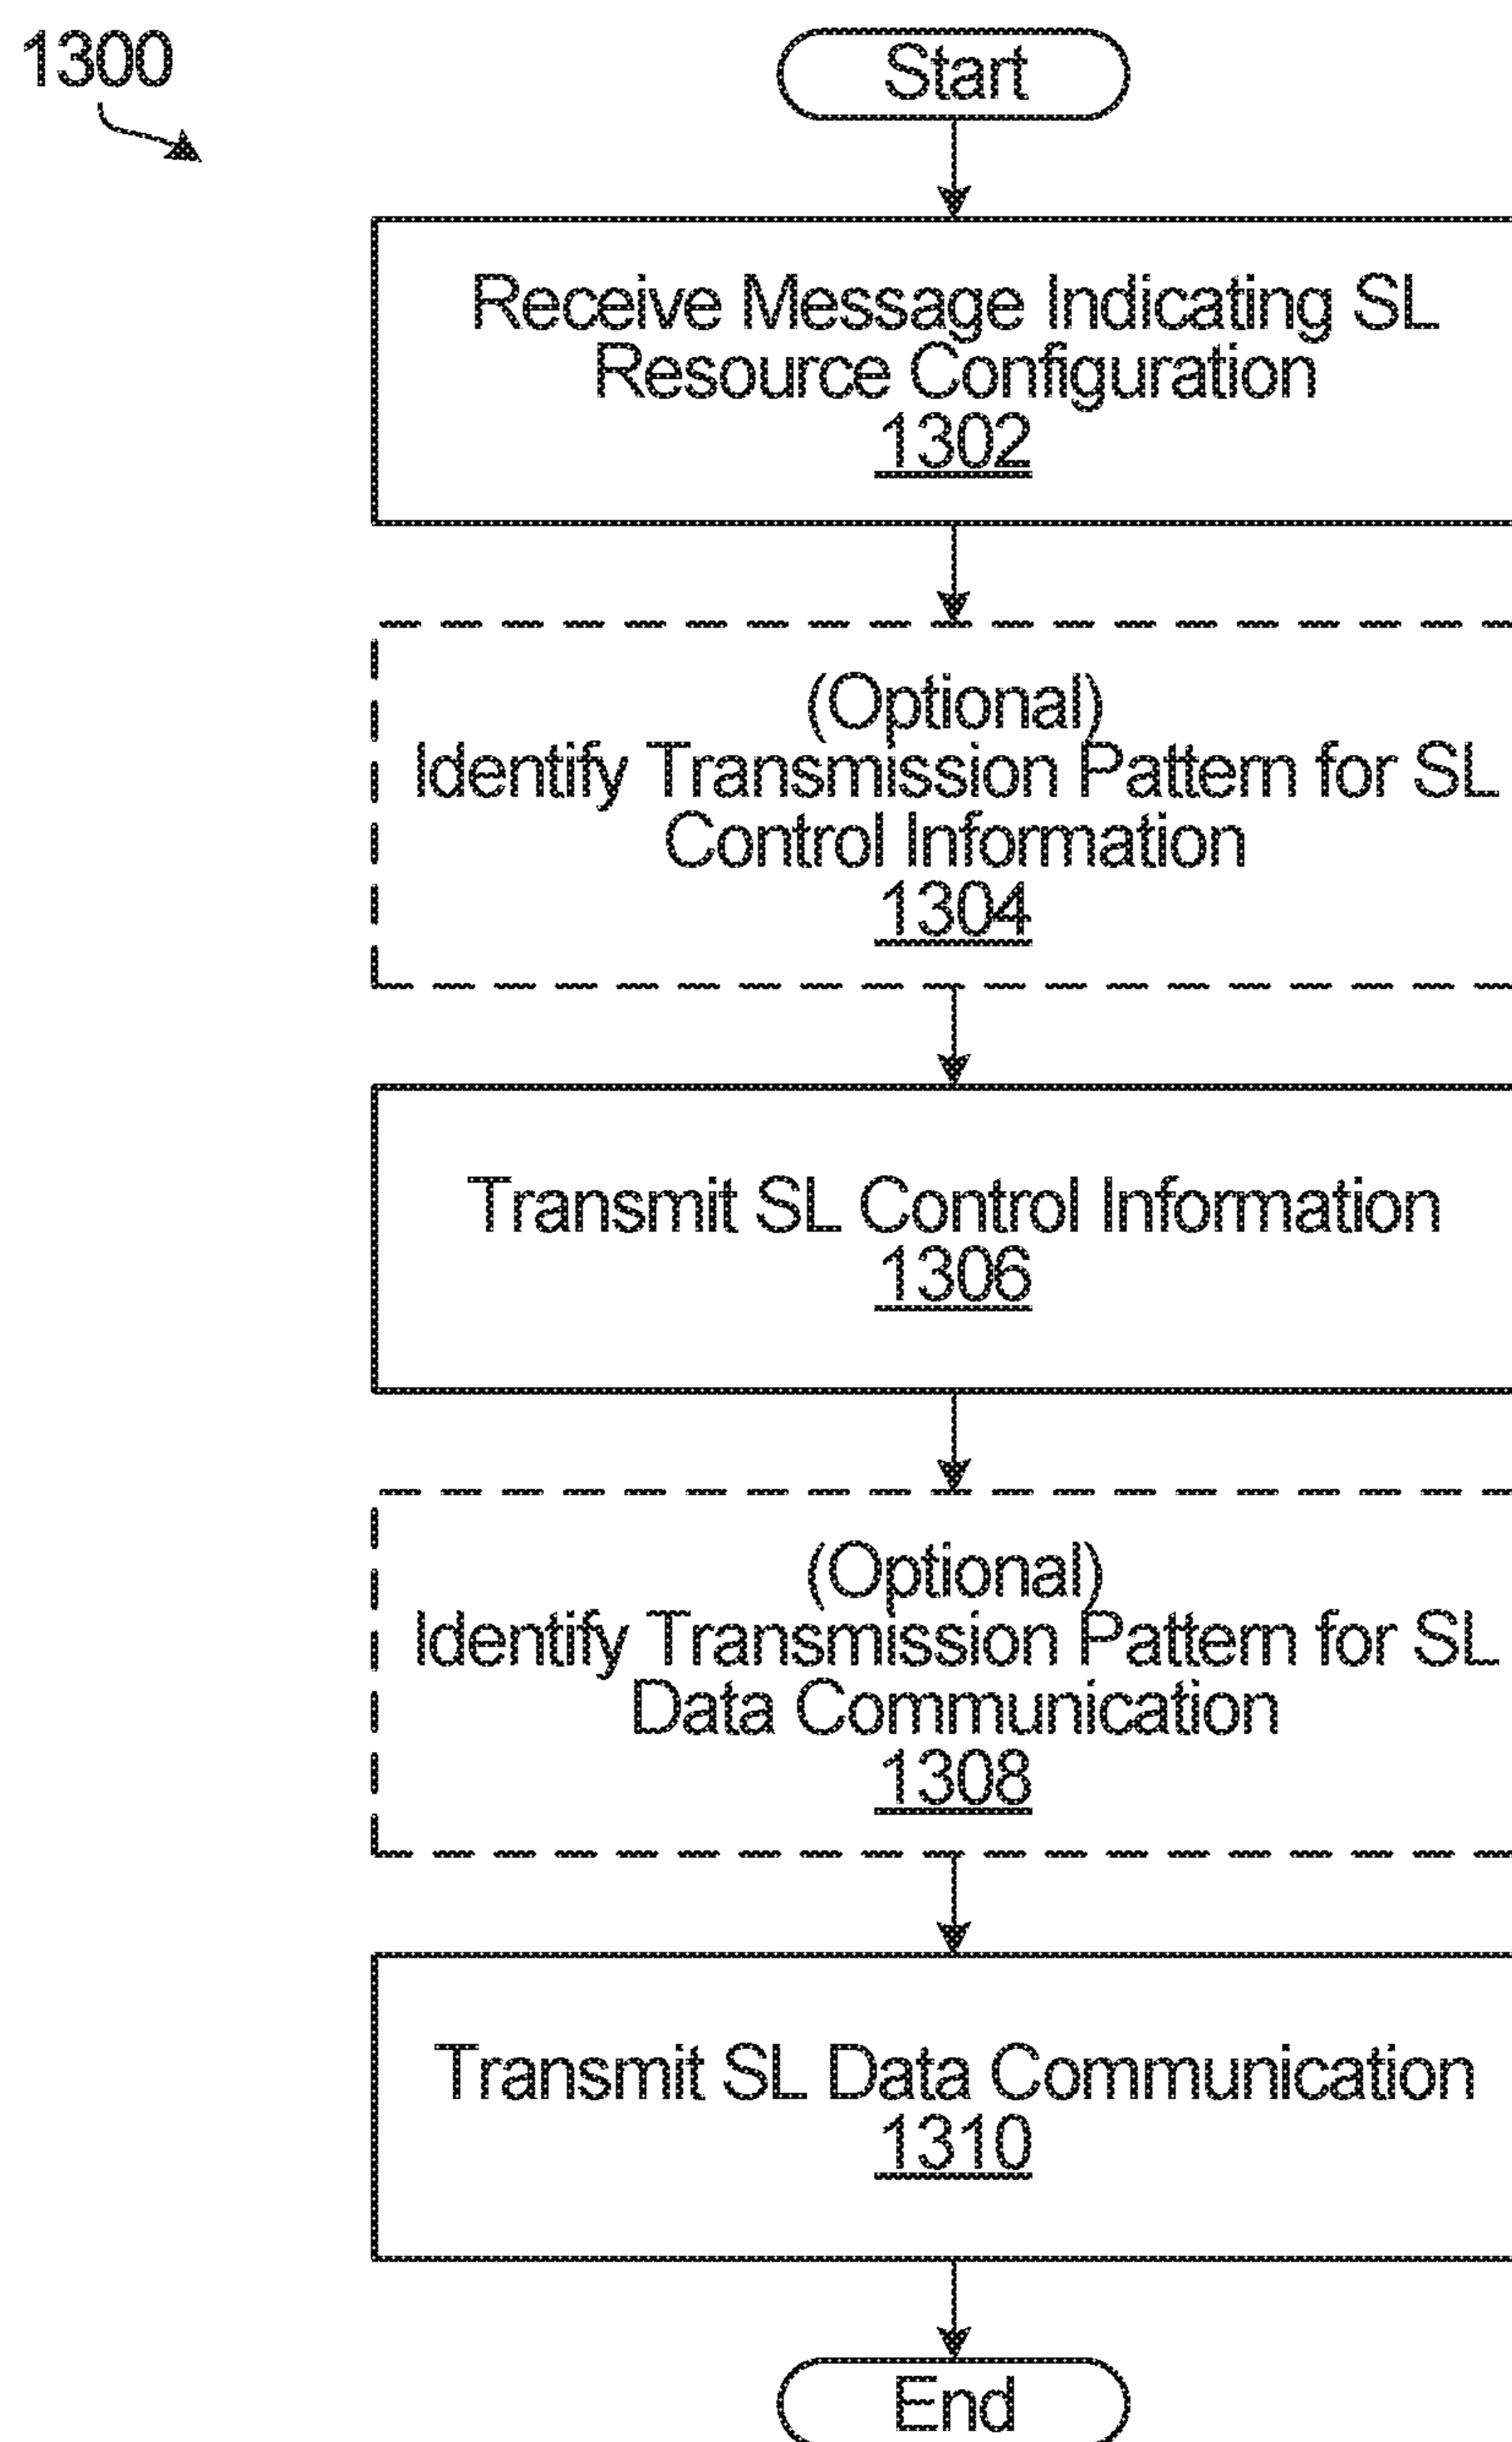 1300
Start
Receive Message Indicating SL
Resource Configuration
1302
(Optional)
Identify Transmission Pattern for SL
Control Information
1304
Transmit SL Control Information
1306
(Optional)
Identify Transmission Pattern for SL
Data Communication
1308
Transmit SL Data Communication
1310
End